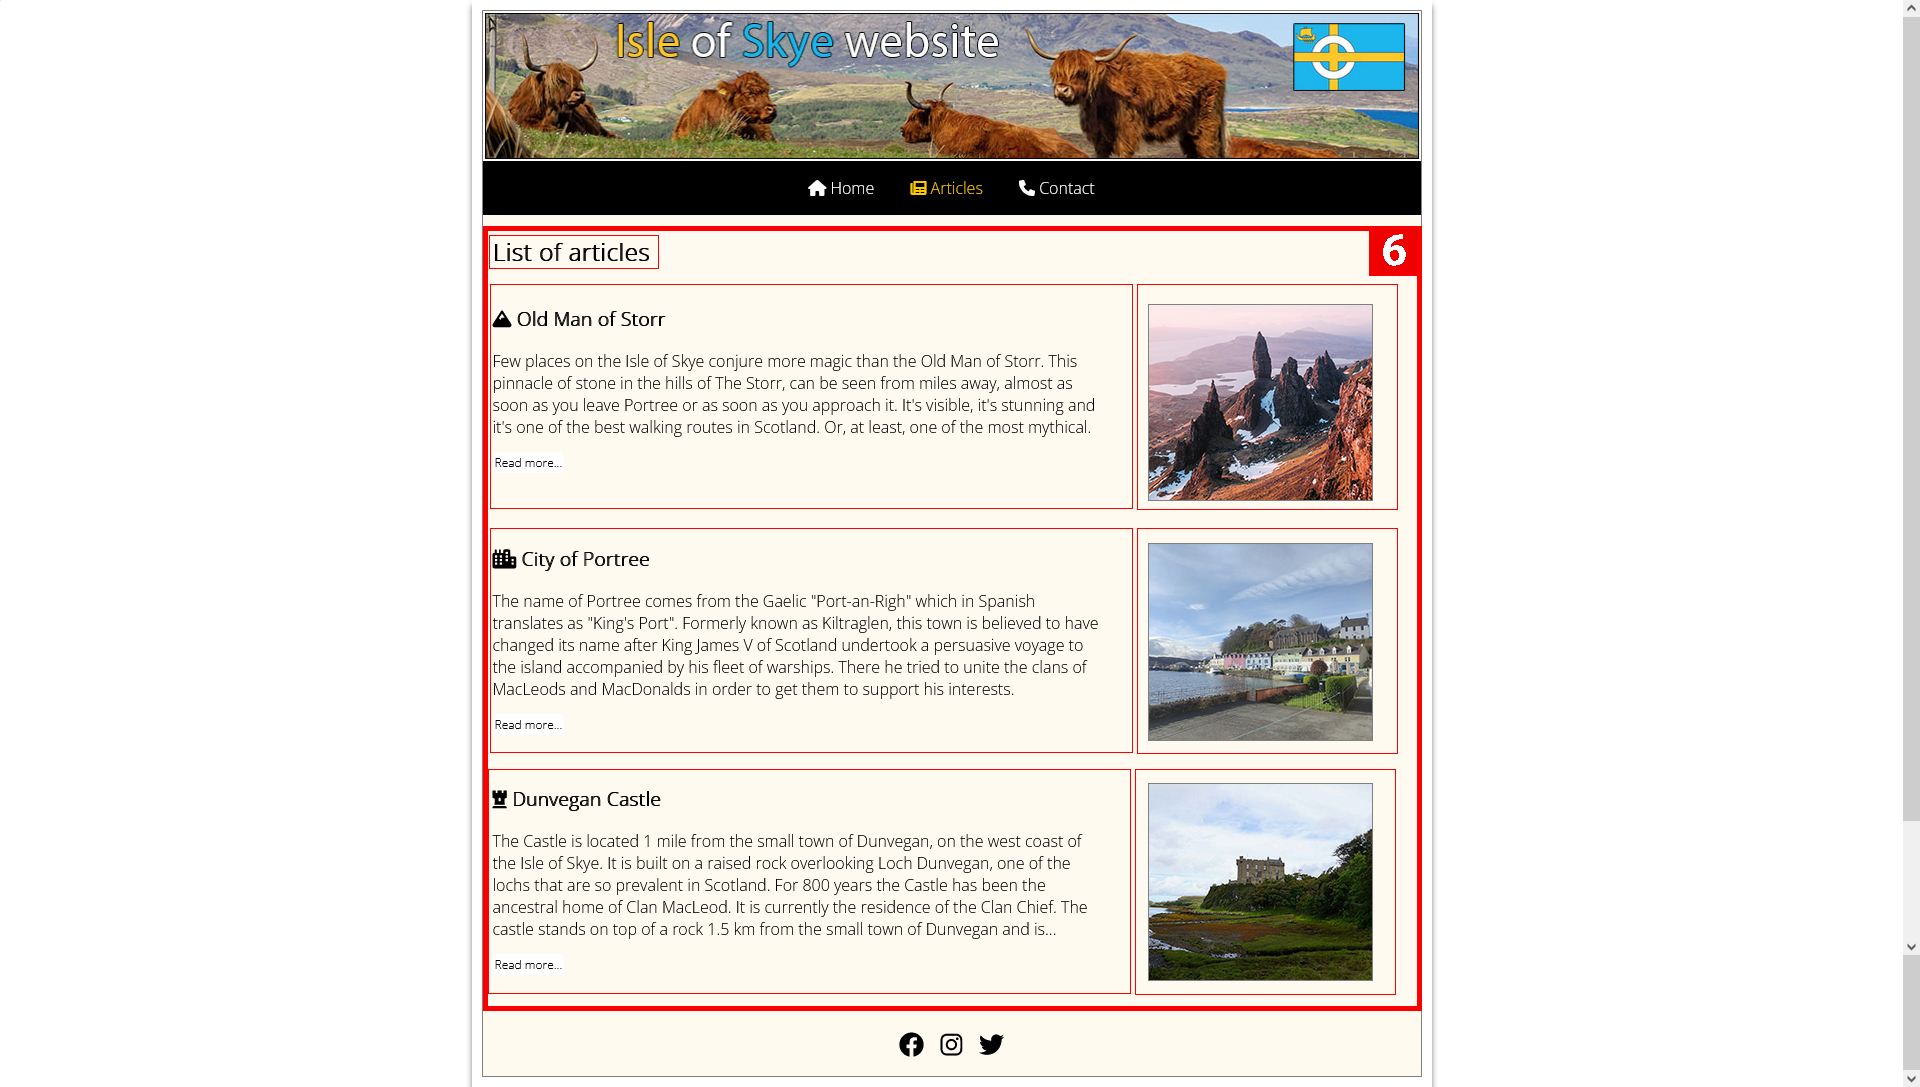 Isle of Skye website
Home Articles Contact
List of articles
6
Old Man of Storr
Few places on the Isle of Skye conjure more magic than the Old Man of Storr. This
pinnacle of stone in the hills of The Storr, can be seen from miles away, almost as
soon as you leave Portree or as soon as you approach it. It's visible, it's stunning and
it's one of the best walking routes in Scotland. Or, at least, one of the most mythical.
Read more...
City of Portree
The name of Portree comes from the Gaelic "Port-an-Righ" which in Spanish
translates as "King's Port". Formerly known as Kiltraglen, this town is believed to have
changed its name after King James V of Scotland undertook a persuasive voyage to
the island accompanied by his fleet of warships. There he tried to unite the clans of
MacLeods and MacDonalds in order to get them to support his interests.
Read more...
Dunvegan Castle
The Castle is located 1 mile from the small town of Dunvegan, on the west coast of
the Isle of Skye. It is built on a raised rock overlooking Loch Dunvegan, one of the
lochs that are so prevalent in Scotland. For 800 years the Castle has been the
ancestral home of Clan MacLeod. It is currently the residence of the Clan Chief. The
castle stands on top of a rock 1.5 km from the small town of Dunvegan and is...
Read more...